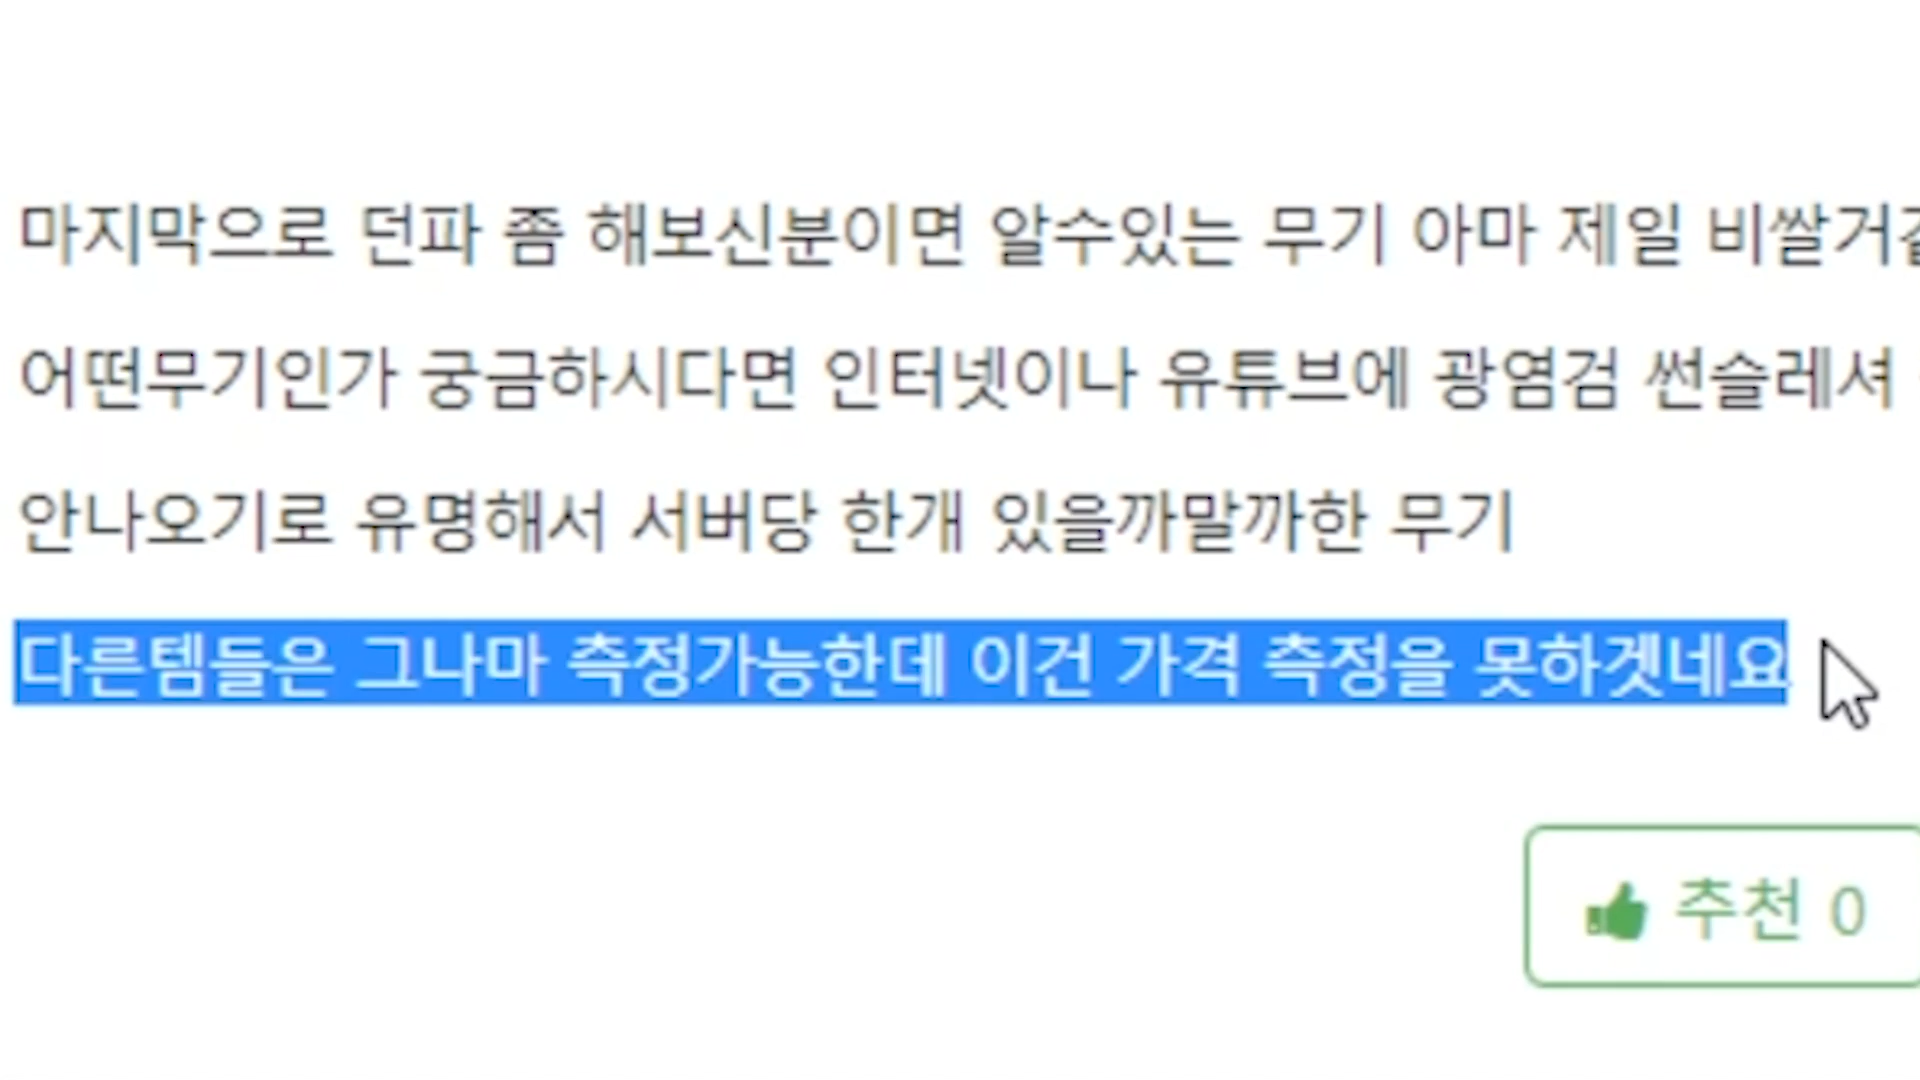 마지막으로 던파 좀 해보신분이면 알수있는 무기 아마 제일 비쌀거
어떤무기인가 궁금하시다면 인터넷이나 유튜브에 광염검 썬슬레셔
안나오기로 유명해서 서버당 한개 있을까말까한 무기
다른템들은 그나마 측정가능한데 이건 가격 측정을 못하겟네요
추천 0